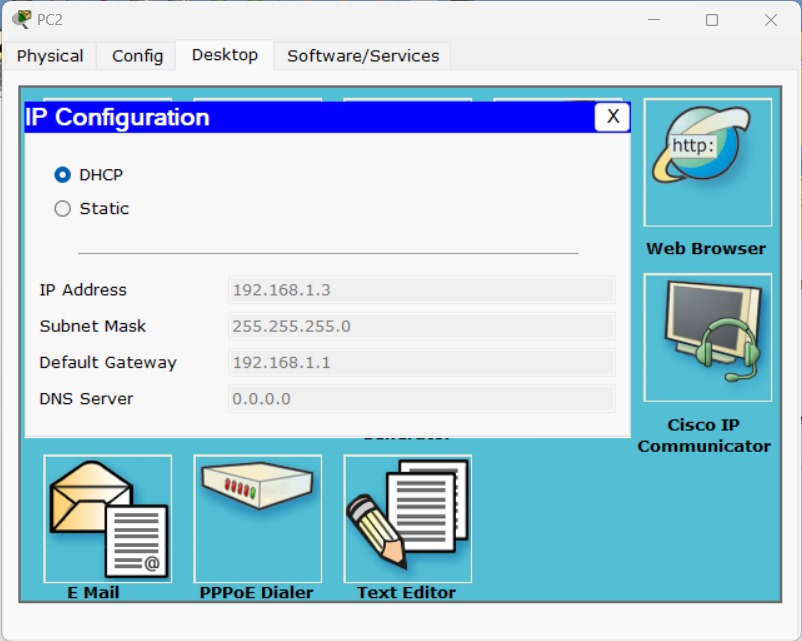 PC2
Physical Config Desktop Software/Services
IP Configuration X
http:
DHCP
Static
Web Browser
IP Address 192.168.1.3
Subnet Mask 255.255.255.0
Default Gateway 192.168.1.1
DNS Server 0.0.0.0
Cisco IP
Communicator
@
E Mail PPPoE Dialer Text Editor